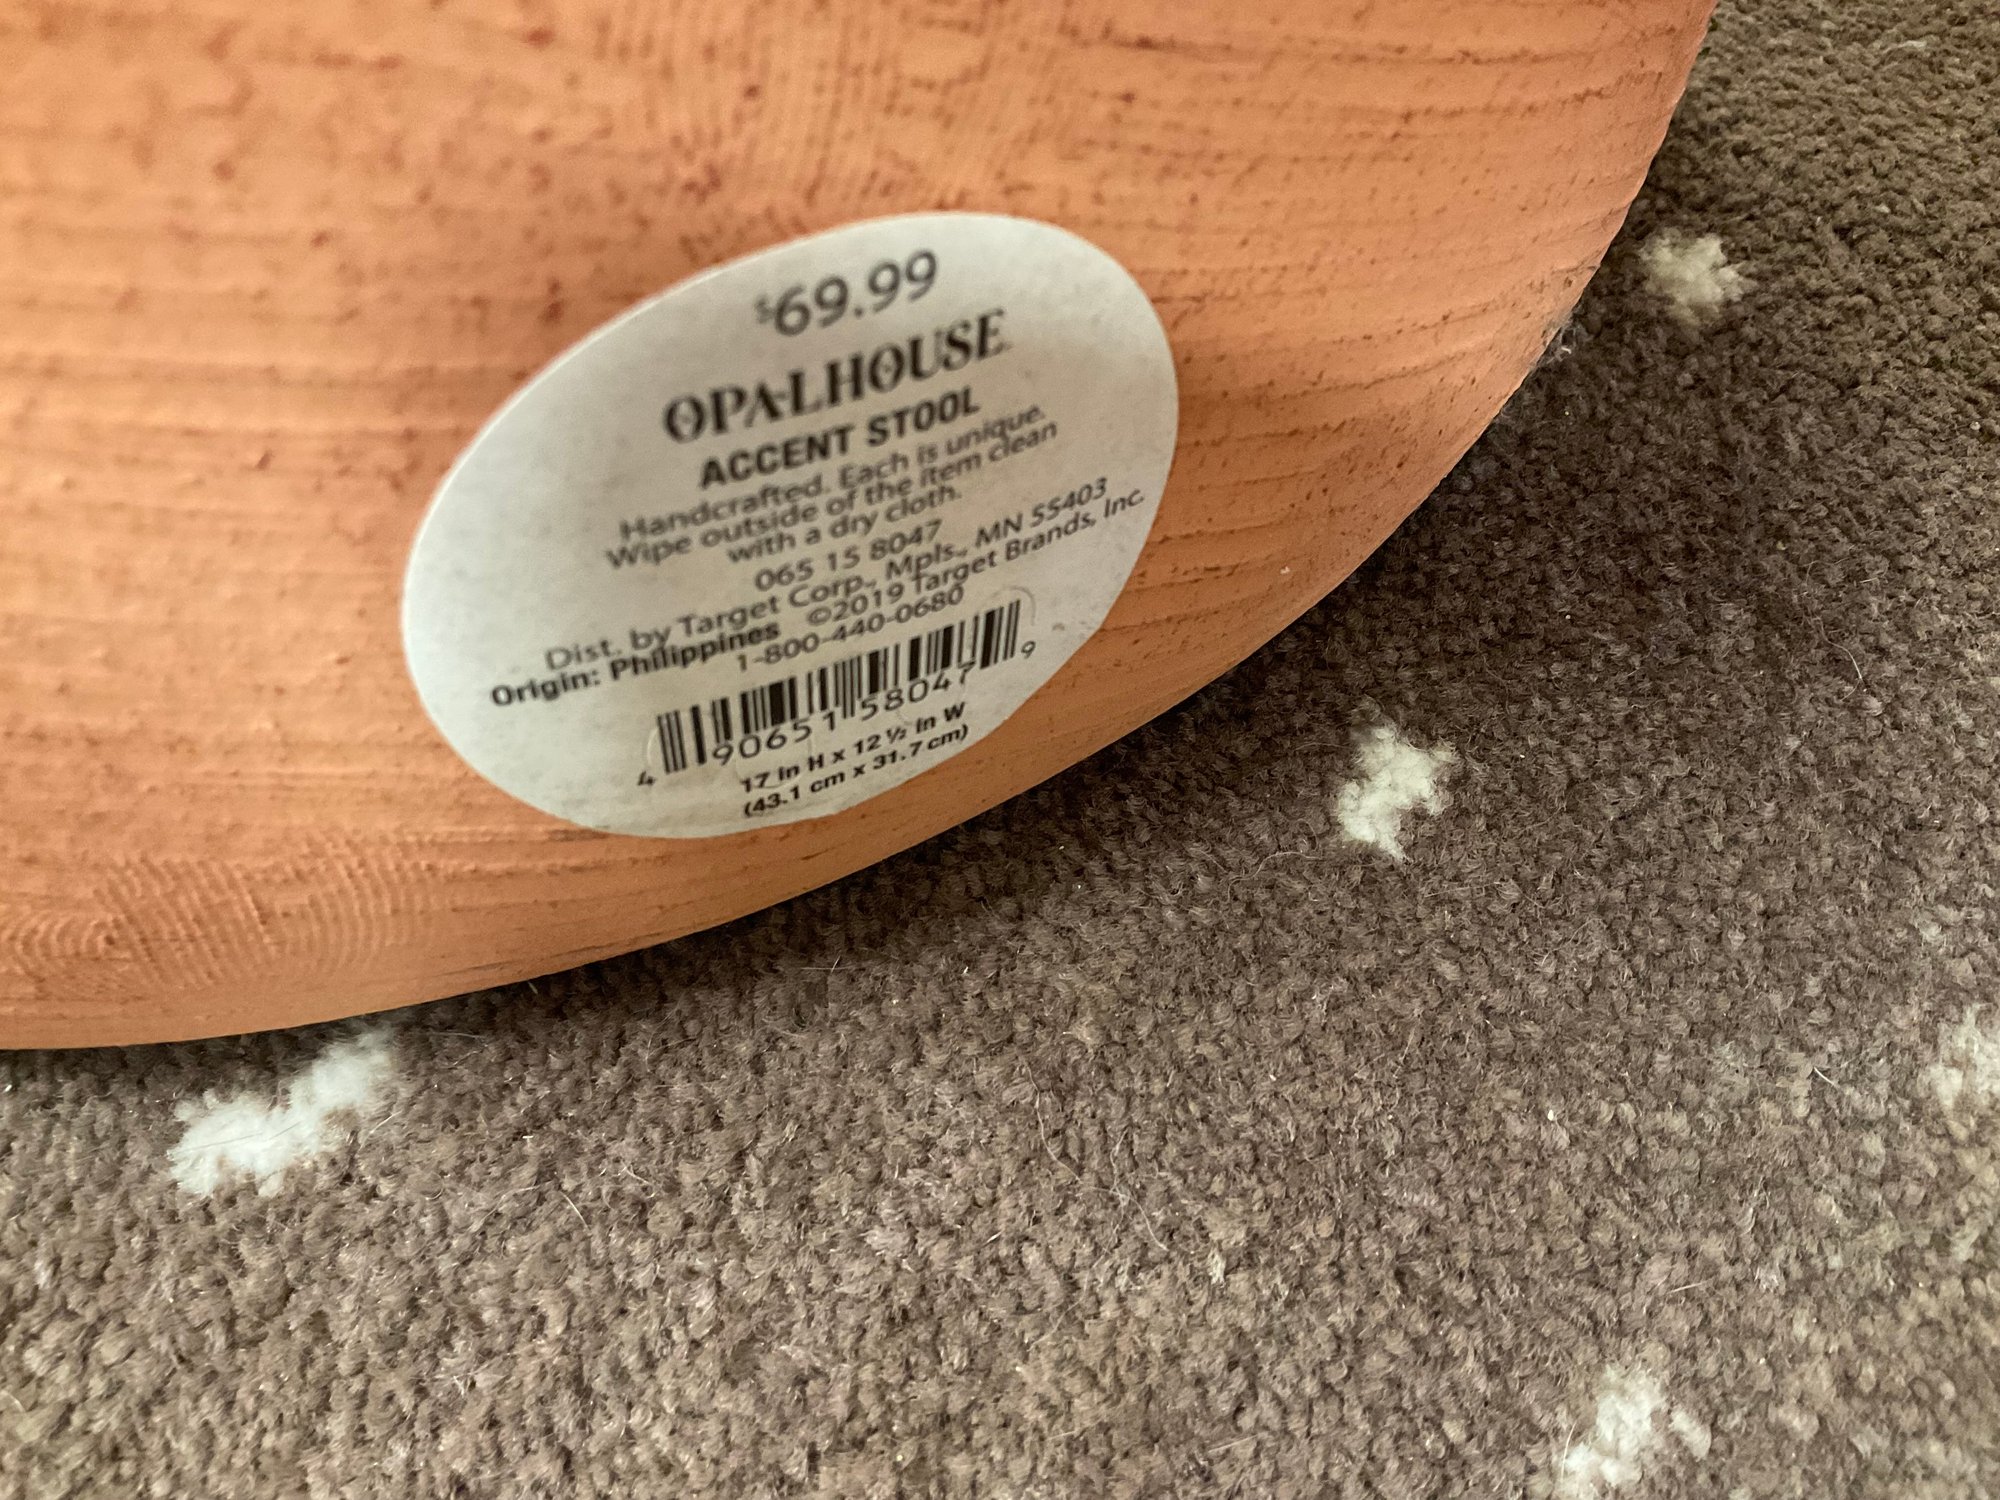 $69.99
OPALHOUSE
ACCENT STOOL
Handcrafted. Each is unique.
Wipe outside of the item clean
with a dry cloth.
065 15 8047
Dist. by Target Corp., Mpls., MN 55403
Origin: Philippines ©2019 Target Brands, Inc.
1-800-440-0680
4 90651 58047 9
17 in H x 12 ½ in W
(43.1 cm x 31.7 cm)